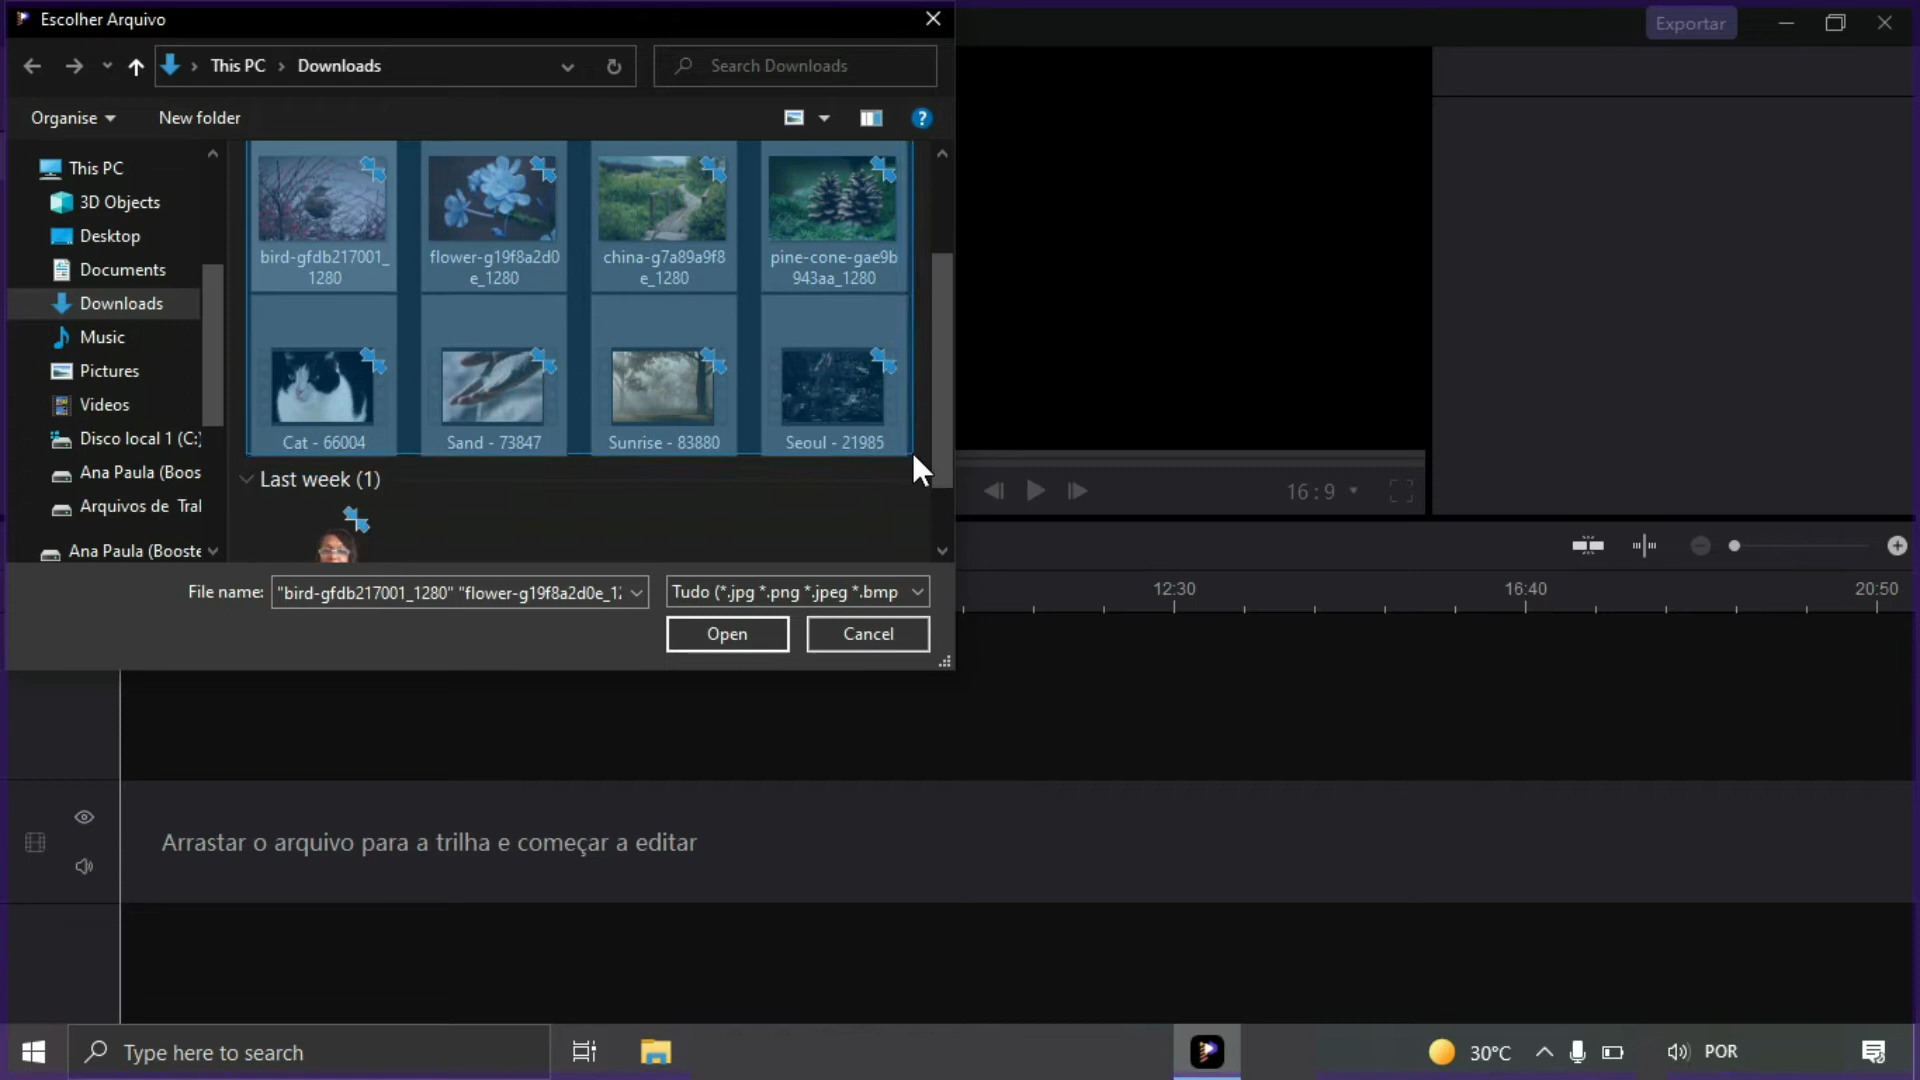 Escolher Arquivo
Exportar
This PC
Downloads
Search Downloads
Organise
New folder
?
This PC
3D Objects
Desktop
Documents
Downloads
Music
Pictures
Videos
Disco local 1 (C:)
Ana Paula (Boos
Arquivos de Tral
Ana Paula (Booste
bird-gfdb217001_
1280
flower-g19f8a2d0
e_1280
china-g7a89a9f8
e_1280
pine-cone-gae9b
943aa_1280
Cat - 66004
Sand - 73847
Sunrise - 83880
Seoul - 21985
Last week (1)
File name:
"bird-gfdb217001_1280" "flower-g19f8a2d0e_12
Tudo (*.jpg *.png *.jpeg *.bmp
Open
Cancel
16 : 9
12:30
16:40
20:50
Arrastar o arquivo para a trilha e começar a editar
Type here to search
30°C
POR